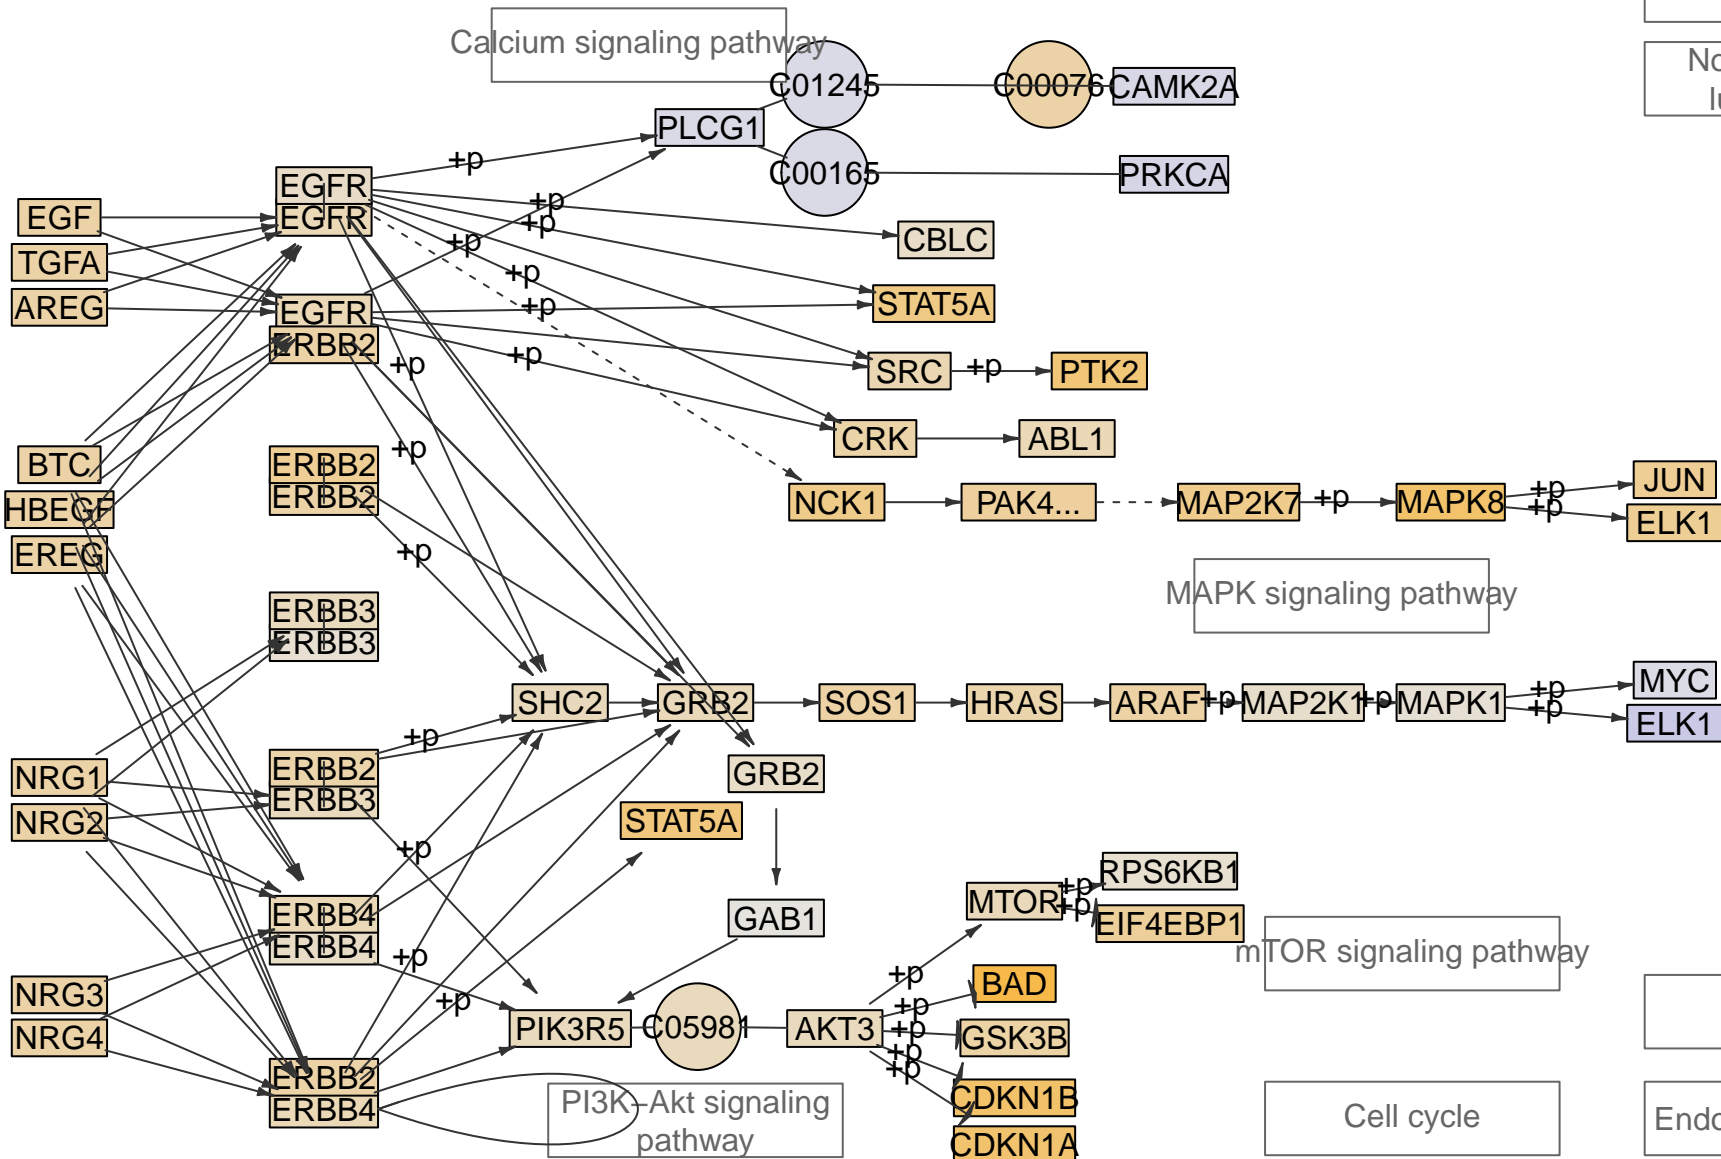 Calcium signaling pathway
No
lu
C01245
C00076
CAMK2A
PLCG1
+p
C00165
PRKCA
EGFR
EGFR
EGF
+p
+p
CBLC
TGFA
+p
+p
AREG
EGFR
+p
STAT5A
ERBB2
+p
+p
SRC
+p
PTK2
CRK
ABL1
+p
BTC
ERBB2
ERBB2
HBEGF
NCK1
PAK4...
MAP2K7
+p
MAPK8
+p
+p
JUN
ELK1
EREG
+p
MAPK signaling pathway
ERBB3
ERBB3
SHC2
GRB2
SOS1
HRAS
ARAF
+p
MAP2K1
+p
MAPK1
+p
+p
MYC
ELK1
+p
NRG1
ERBB2
ERBB3
GRB2
NRG2
STAT5A
+p
ERBB4
ERBB4
GAB1
MTOR
+p
+p
RPS6KB1
EIF4EBP1
mTOR signaling pathway
+p
+p
NRG3
+p
+p
BAD
PIK3R5
C05981
AKT3
+p
GSK3B
NRG4
+p
+p
ERBB2
ERBB4
PI3K–Akt signaling
pathway
CDKN1B
CDKN1A
Cell cycle
Endo